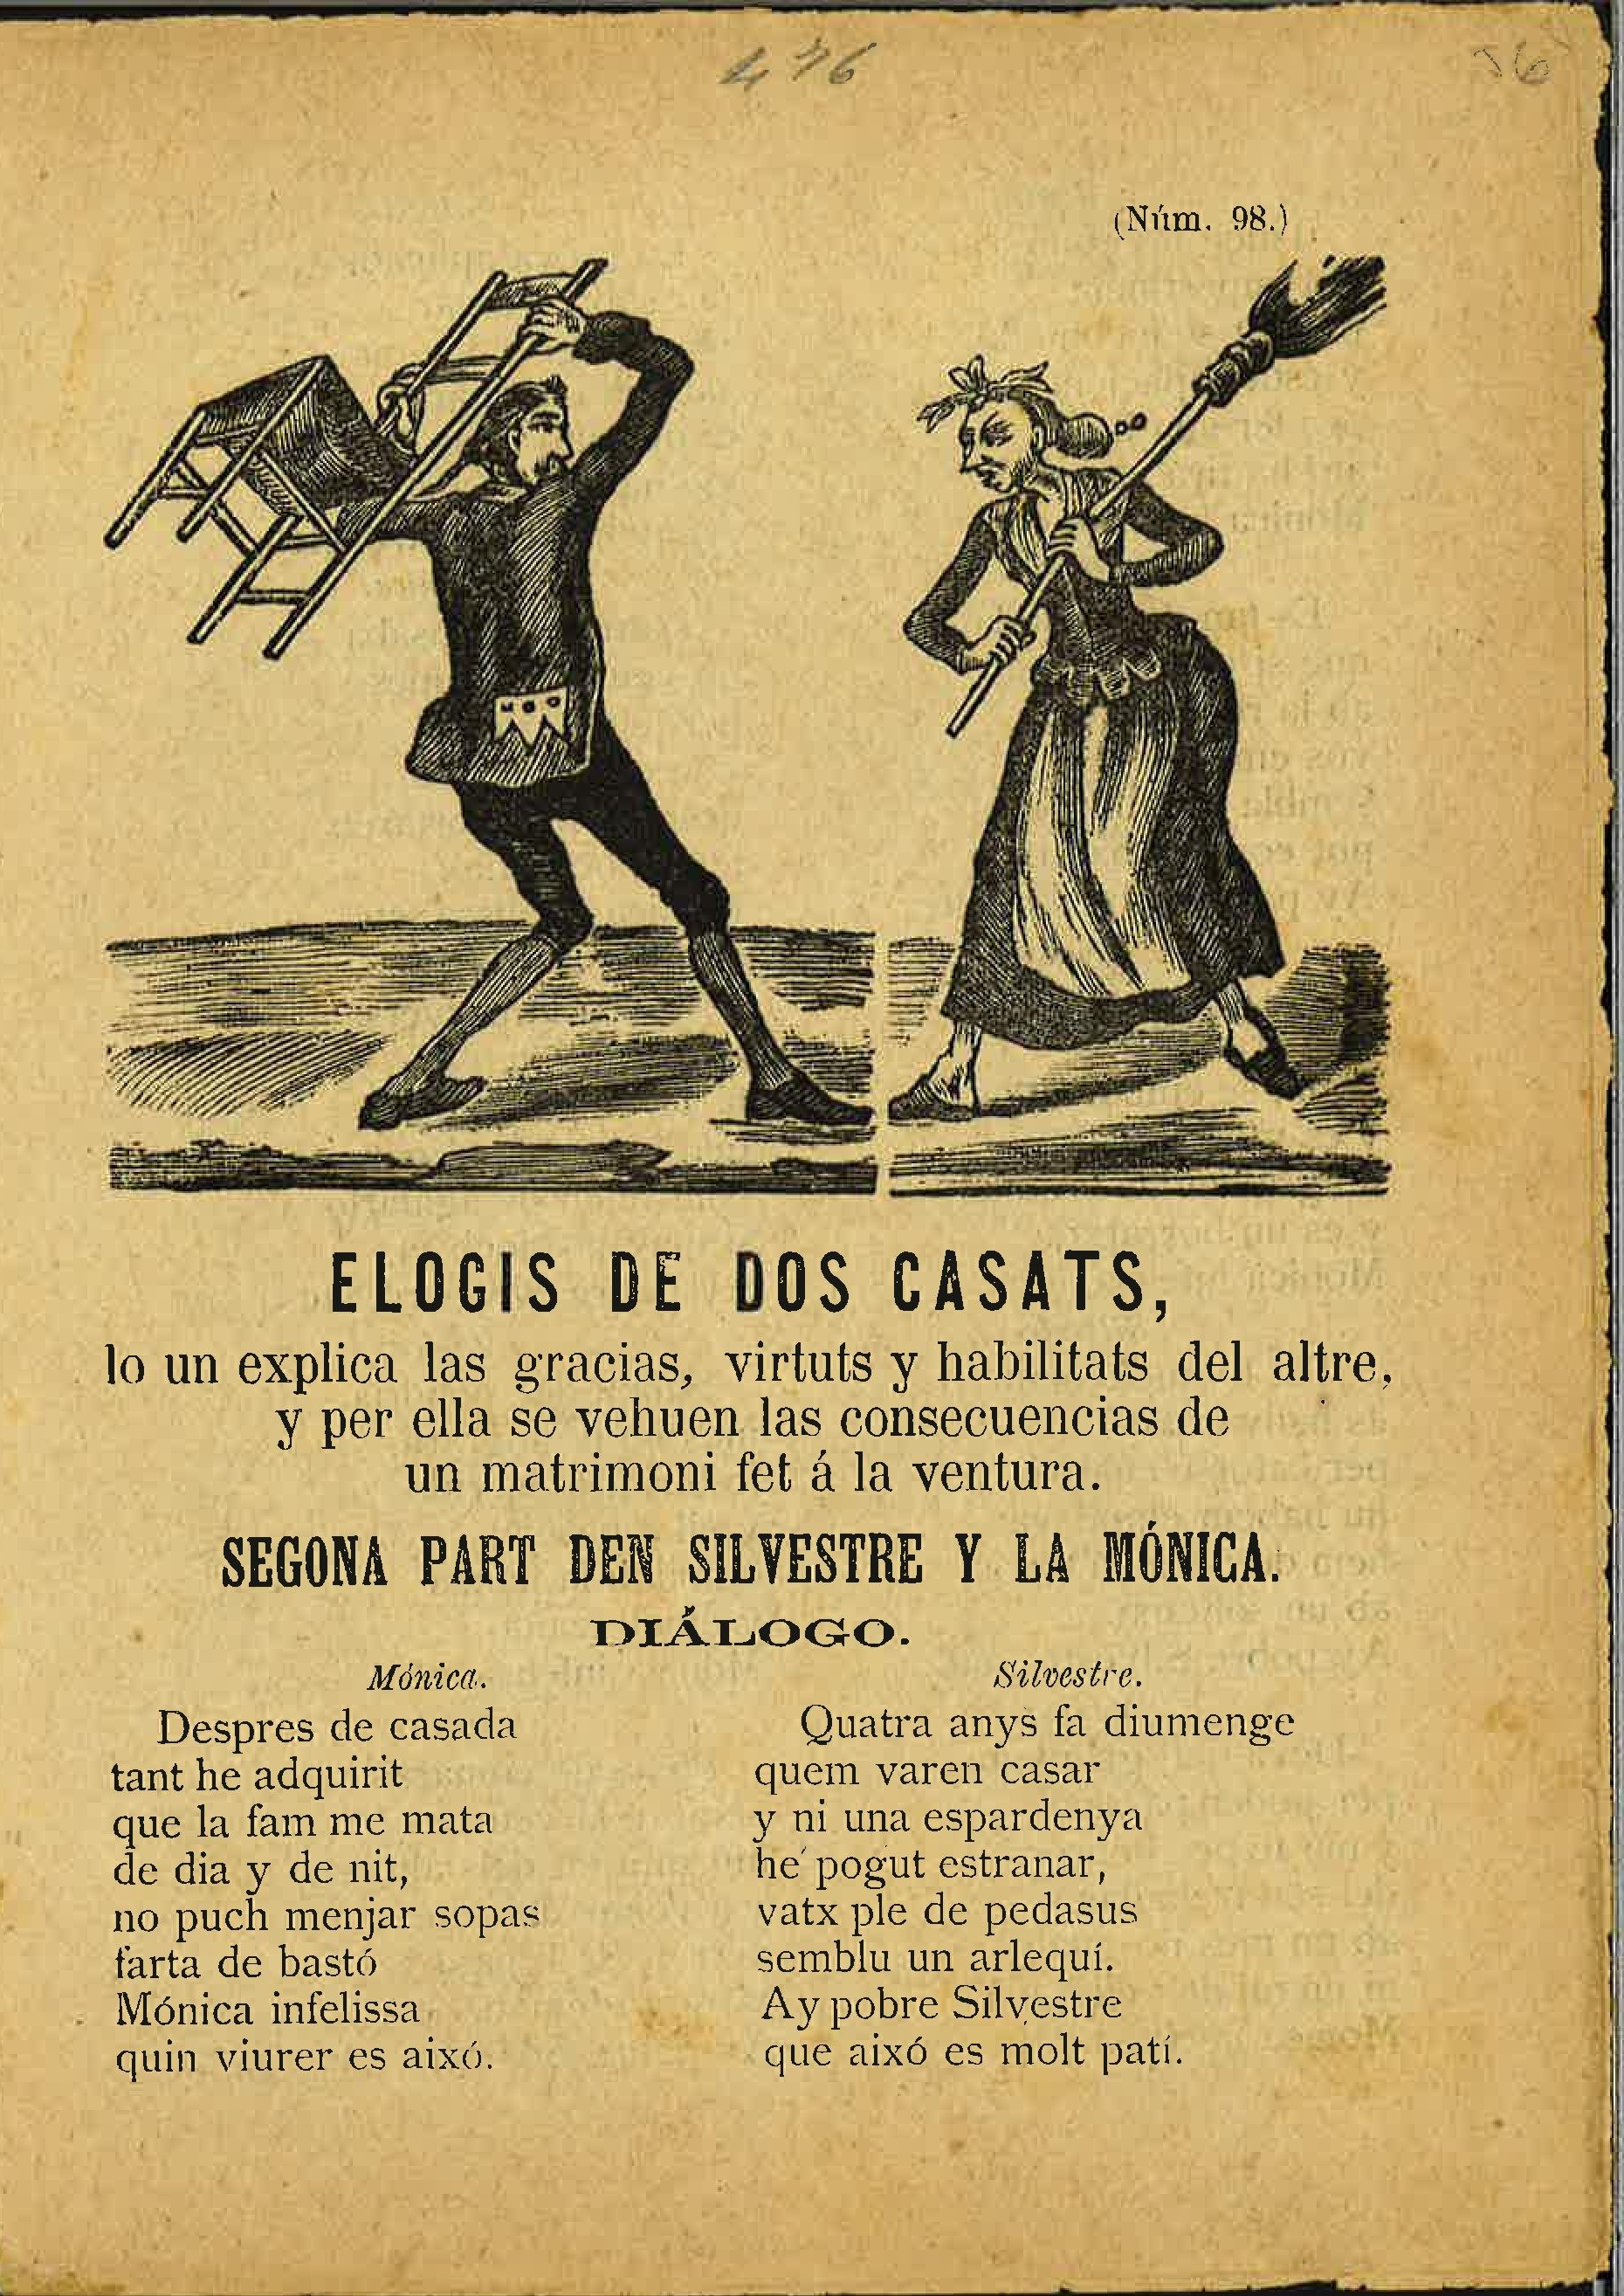 476
(Núm. 98.)
ELOGIS DE DOS CASATS,
lo un explica las gracias, virtuts y habilitats del altre,
y per ella se vehuen las consecuencias de
un matrimoni fet á la ventura.
SEGONA PART DEN SILVESTRE Y LA MÓNICA.
DIÁLOGO.
Mónica.
Despres de casada
tant he adquirit
que la fam me mata
de dia y de nit,
no puch menjar sopas
farta de bastó
Mónica infelissa
quin viurer es aixó.
Silvestre.
Quatra anys fa diumenge
quem varen casar
y ni una espardenya
he pogut estranar,
vatx ple de pedasus
semblu un arlequí.
Ay pobre Silvestre
que aixó es molt patí.